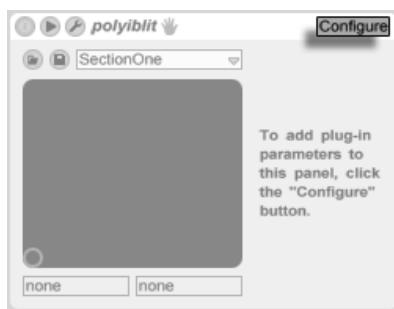 polyiblit
Configure
SectionOne
To add plug-in
parameters to
this panel, click
the "Configure"
button.
none
none